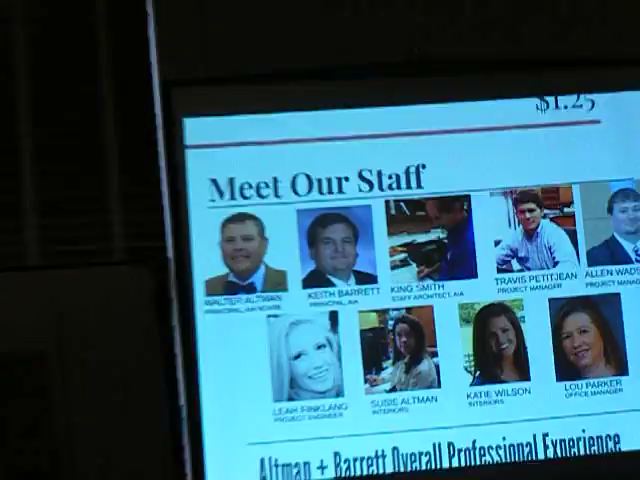 $1.25
Meet Our Staff
WALTER ALTMAN
KEITH BARRETT
PRINCIPAL, AIA
KING SMITH
STAFF ARCHITECT, AIA
TRAVIS PETITJEAN
PROJECT MANAGER
ALLEN WADS
PROJECT MANAG
LEAH FINKLANG
PROJECT ENGINEER
SUSIE ALTMAN
INTERIORS
KATIE WILSON
INTERIORS
LOU PARKER
OFFICE MANAGER
Altman + Barrett Overall Professional Experience